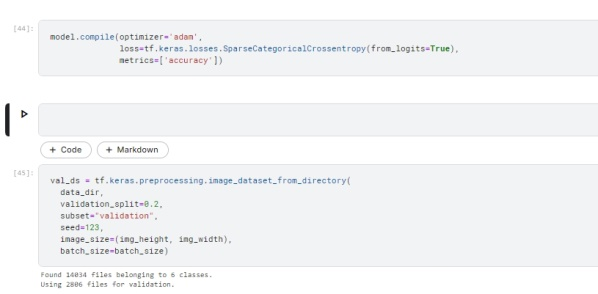 [44]:
model.compile(optimizer='adam',
              loss=tf.keras.losses.SparseCategoricalCrossentropy(from_logits=True),
              metrics=['accuracy'])
+ Code + Markdown
[45]:
val_ds = tf.keras.preprocessing.image_dataset_from_directory(
  data_dir,
  validation_split=0.2,
  subset="validation",
  seed=123,
  image_size=(img_height, img_width),
  batch_size=batch_size)
Found 14034 files belonging to 6 classes.
Using 2806 files for validation.